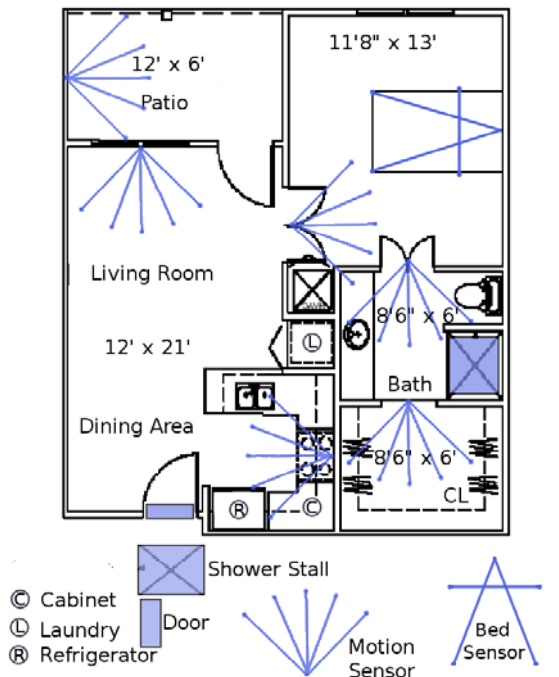 11'8" x 13'
12' x 6'
Patio
Living Room
8'6" x 6'
12' x 21'
L
Bath
Dining Area
8'6" x 6'
CL
R
C
Shower Stall
C Cabinet
Door
L Laundry
R Refrigerator
Motion
Sensor
Bed
Sensor